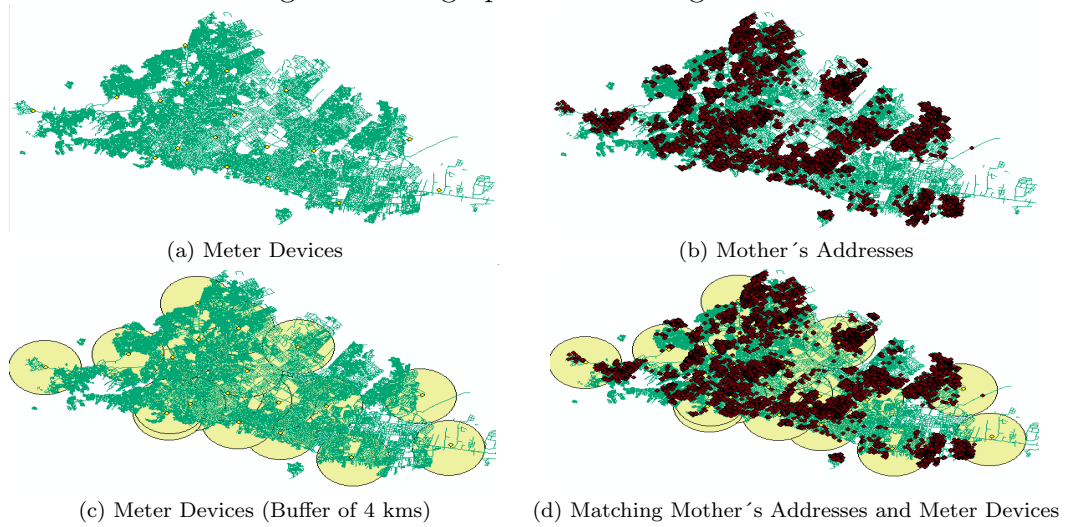 (a) Meter Devices
(b) Mother´s Addresses
(c) Meter Devices (Buffer of 4 kms)
(d) Matching Mother´s Addresses and Meter Devices